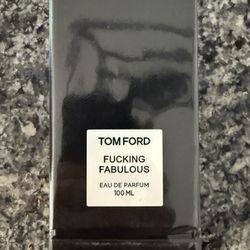 TOM FORD
FUCKING
FABULOUS
EAU DE PARFUM
100 ML